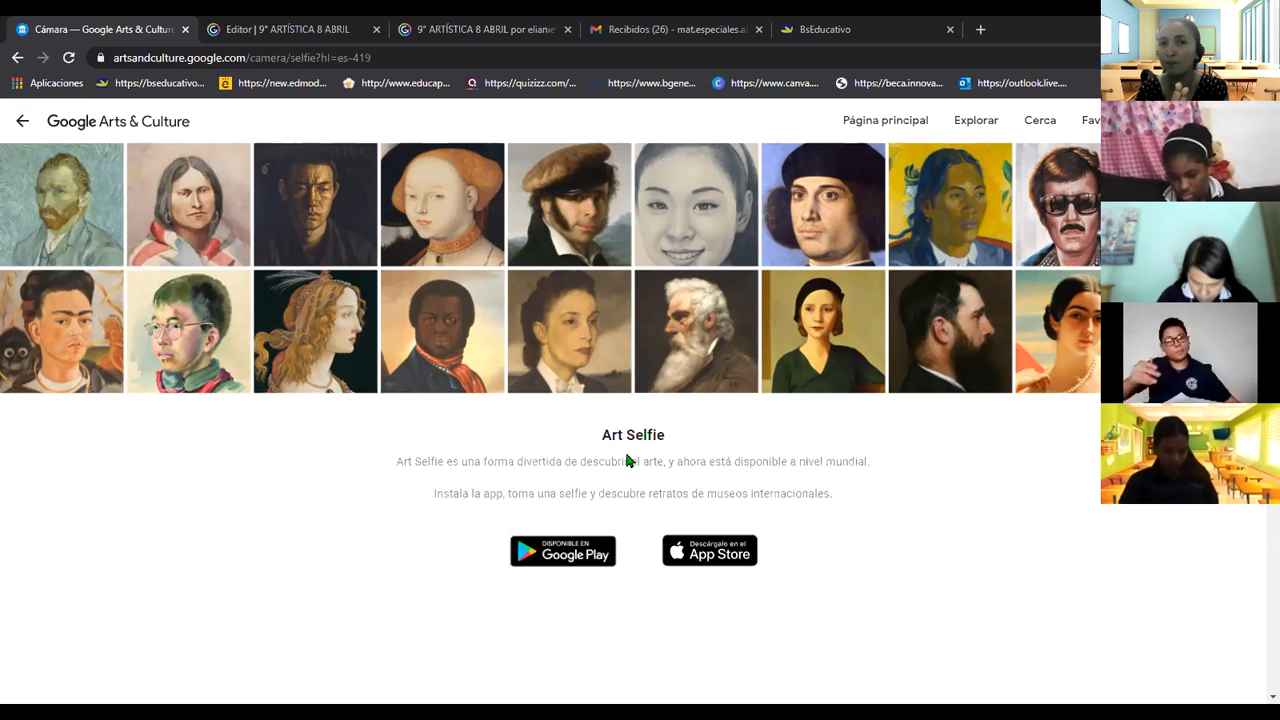 Cámara — Google Arts & Culture
Editor | 9° ARTÍSTICA 8 ABRIL
9° ARTÍSTICA 8 ABRIL por eliane
Recibidos (26) - mat.especiales.al
BsEducativo
artsandculture.google.com/camera/selfie?hl=es-419
Aplicaciones
https://bseducativo...
https://new.edmod...
http://www.educap...
https://quizizz.com/...
https://www.bgene...
https://www.canva....
https://beca.innova...
https://outlook.live....
Google Arts & Culture
Página principal
Explorar
Cerca
Fav
Art Selfie
Art Selfie es una forma divertida de descubrir el arte, y ahora está disponible a nivel mundial.
Instala la app, toma una selfie y descubre retratos de museos internacionales.
DISPONIBLE EN
Google Play
Descárgalo en el
App Store